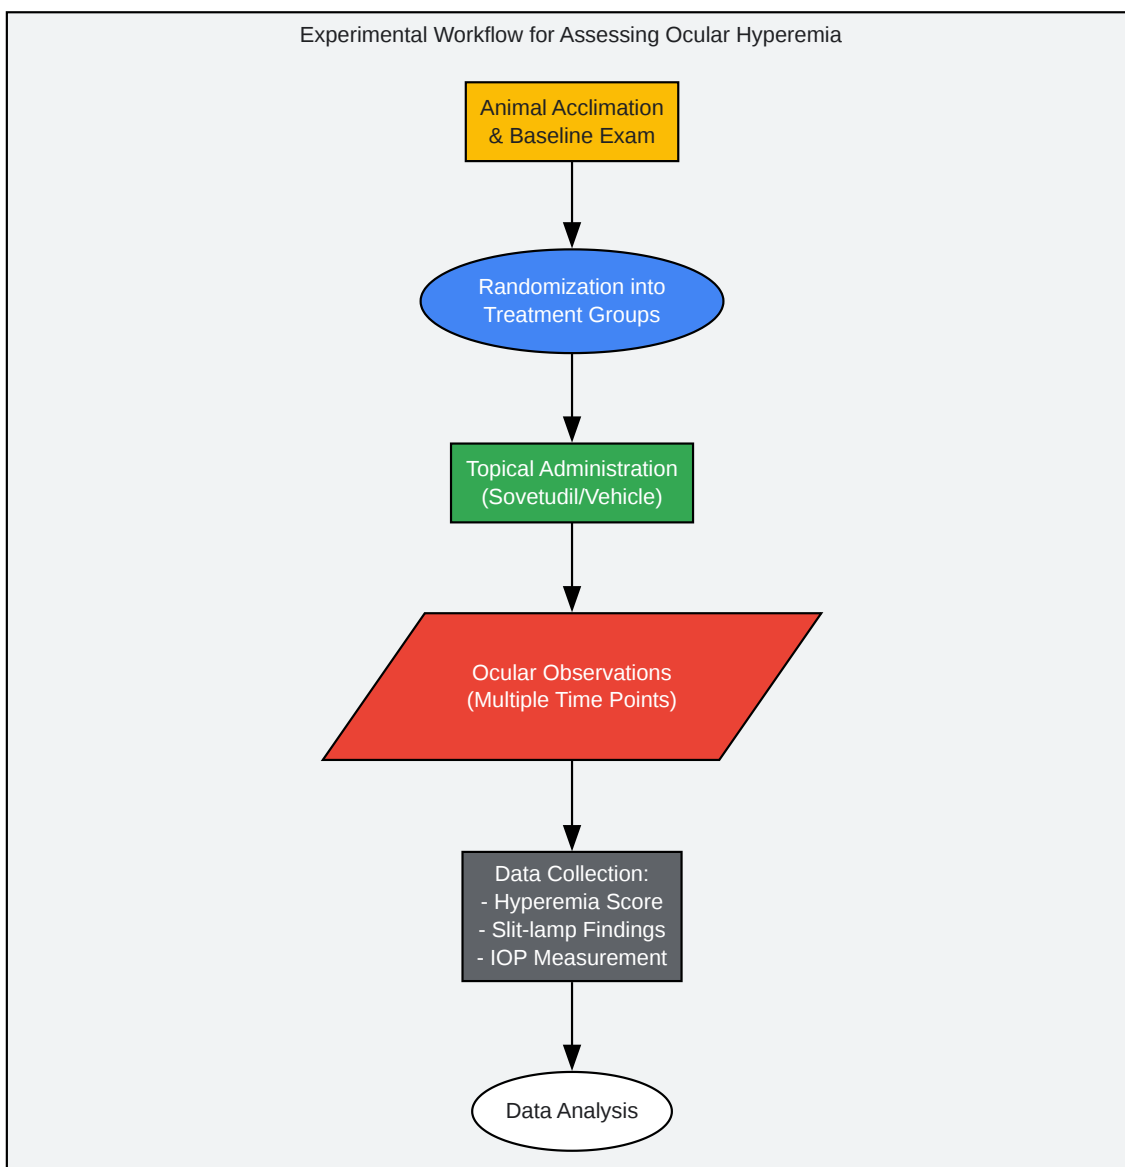 Experimental Workflow for Assessing Ocular Hyperemia
Animal Acclimation
& Baseline Exam
Randomization into
Treatment Groups
Topical Administration
(Sovetudil/Vehicle)
Ocular Observations
(Multiple Time Points)
Data Collection:
- Hyperemia Score
- Slit-lamp Findings
- IOP Measurement
Data Analysis